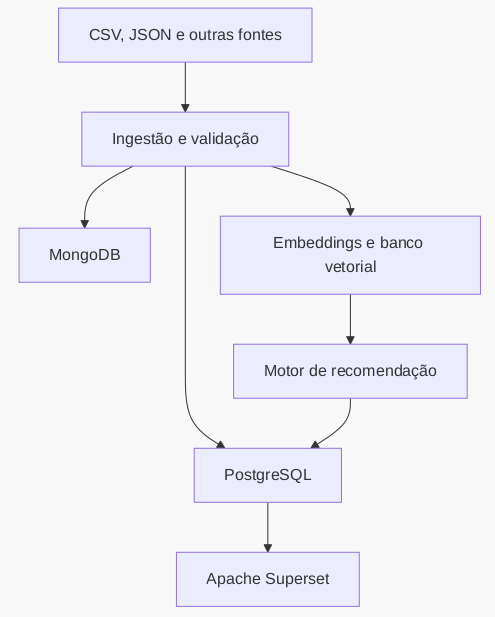 CSV, JSON e outras fontes
Ingestão e validação
MongoDB
Embeddings e banco
vetorial
Motor de recomendação
PostgreSQL
Apache Superset